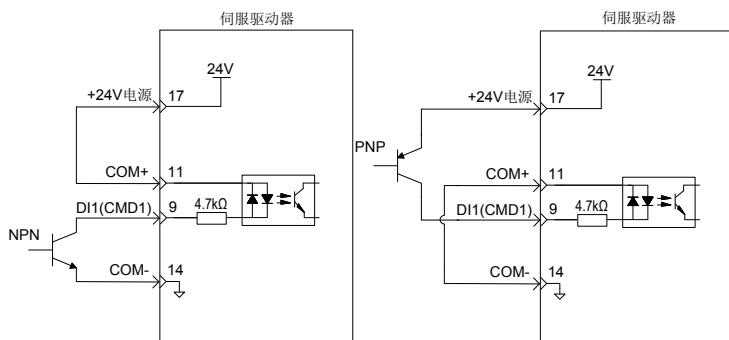 伺服驱动器
24V
+24V电源
17
COM+
11
DI1(CMD1)
9
4.7kΩ
NPN
COM-
14
伺服驱动器
24V
+24V电源
17
PNP
COM+
11
DI1(CMD1)
9
4.7kΩ
COM-
14